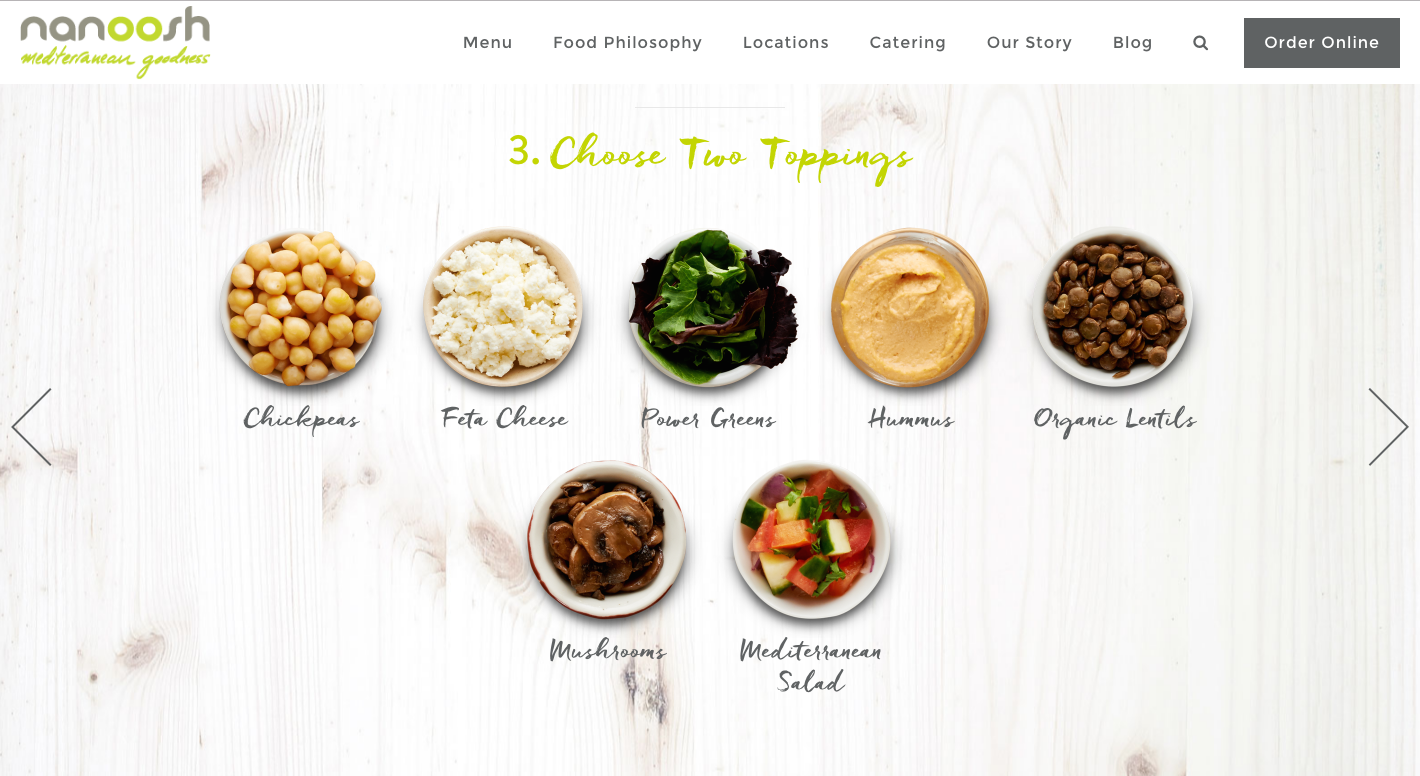 nanoosh
mediterranean goodness
Menu Food Philosophy Locations Catering Our Story Blog Order Online
3. Choose Two Toppings
Chickpeas Feta Cheese Power Greens Hummus Organic Lentils
Mushrooms Mediterranean
Salad